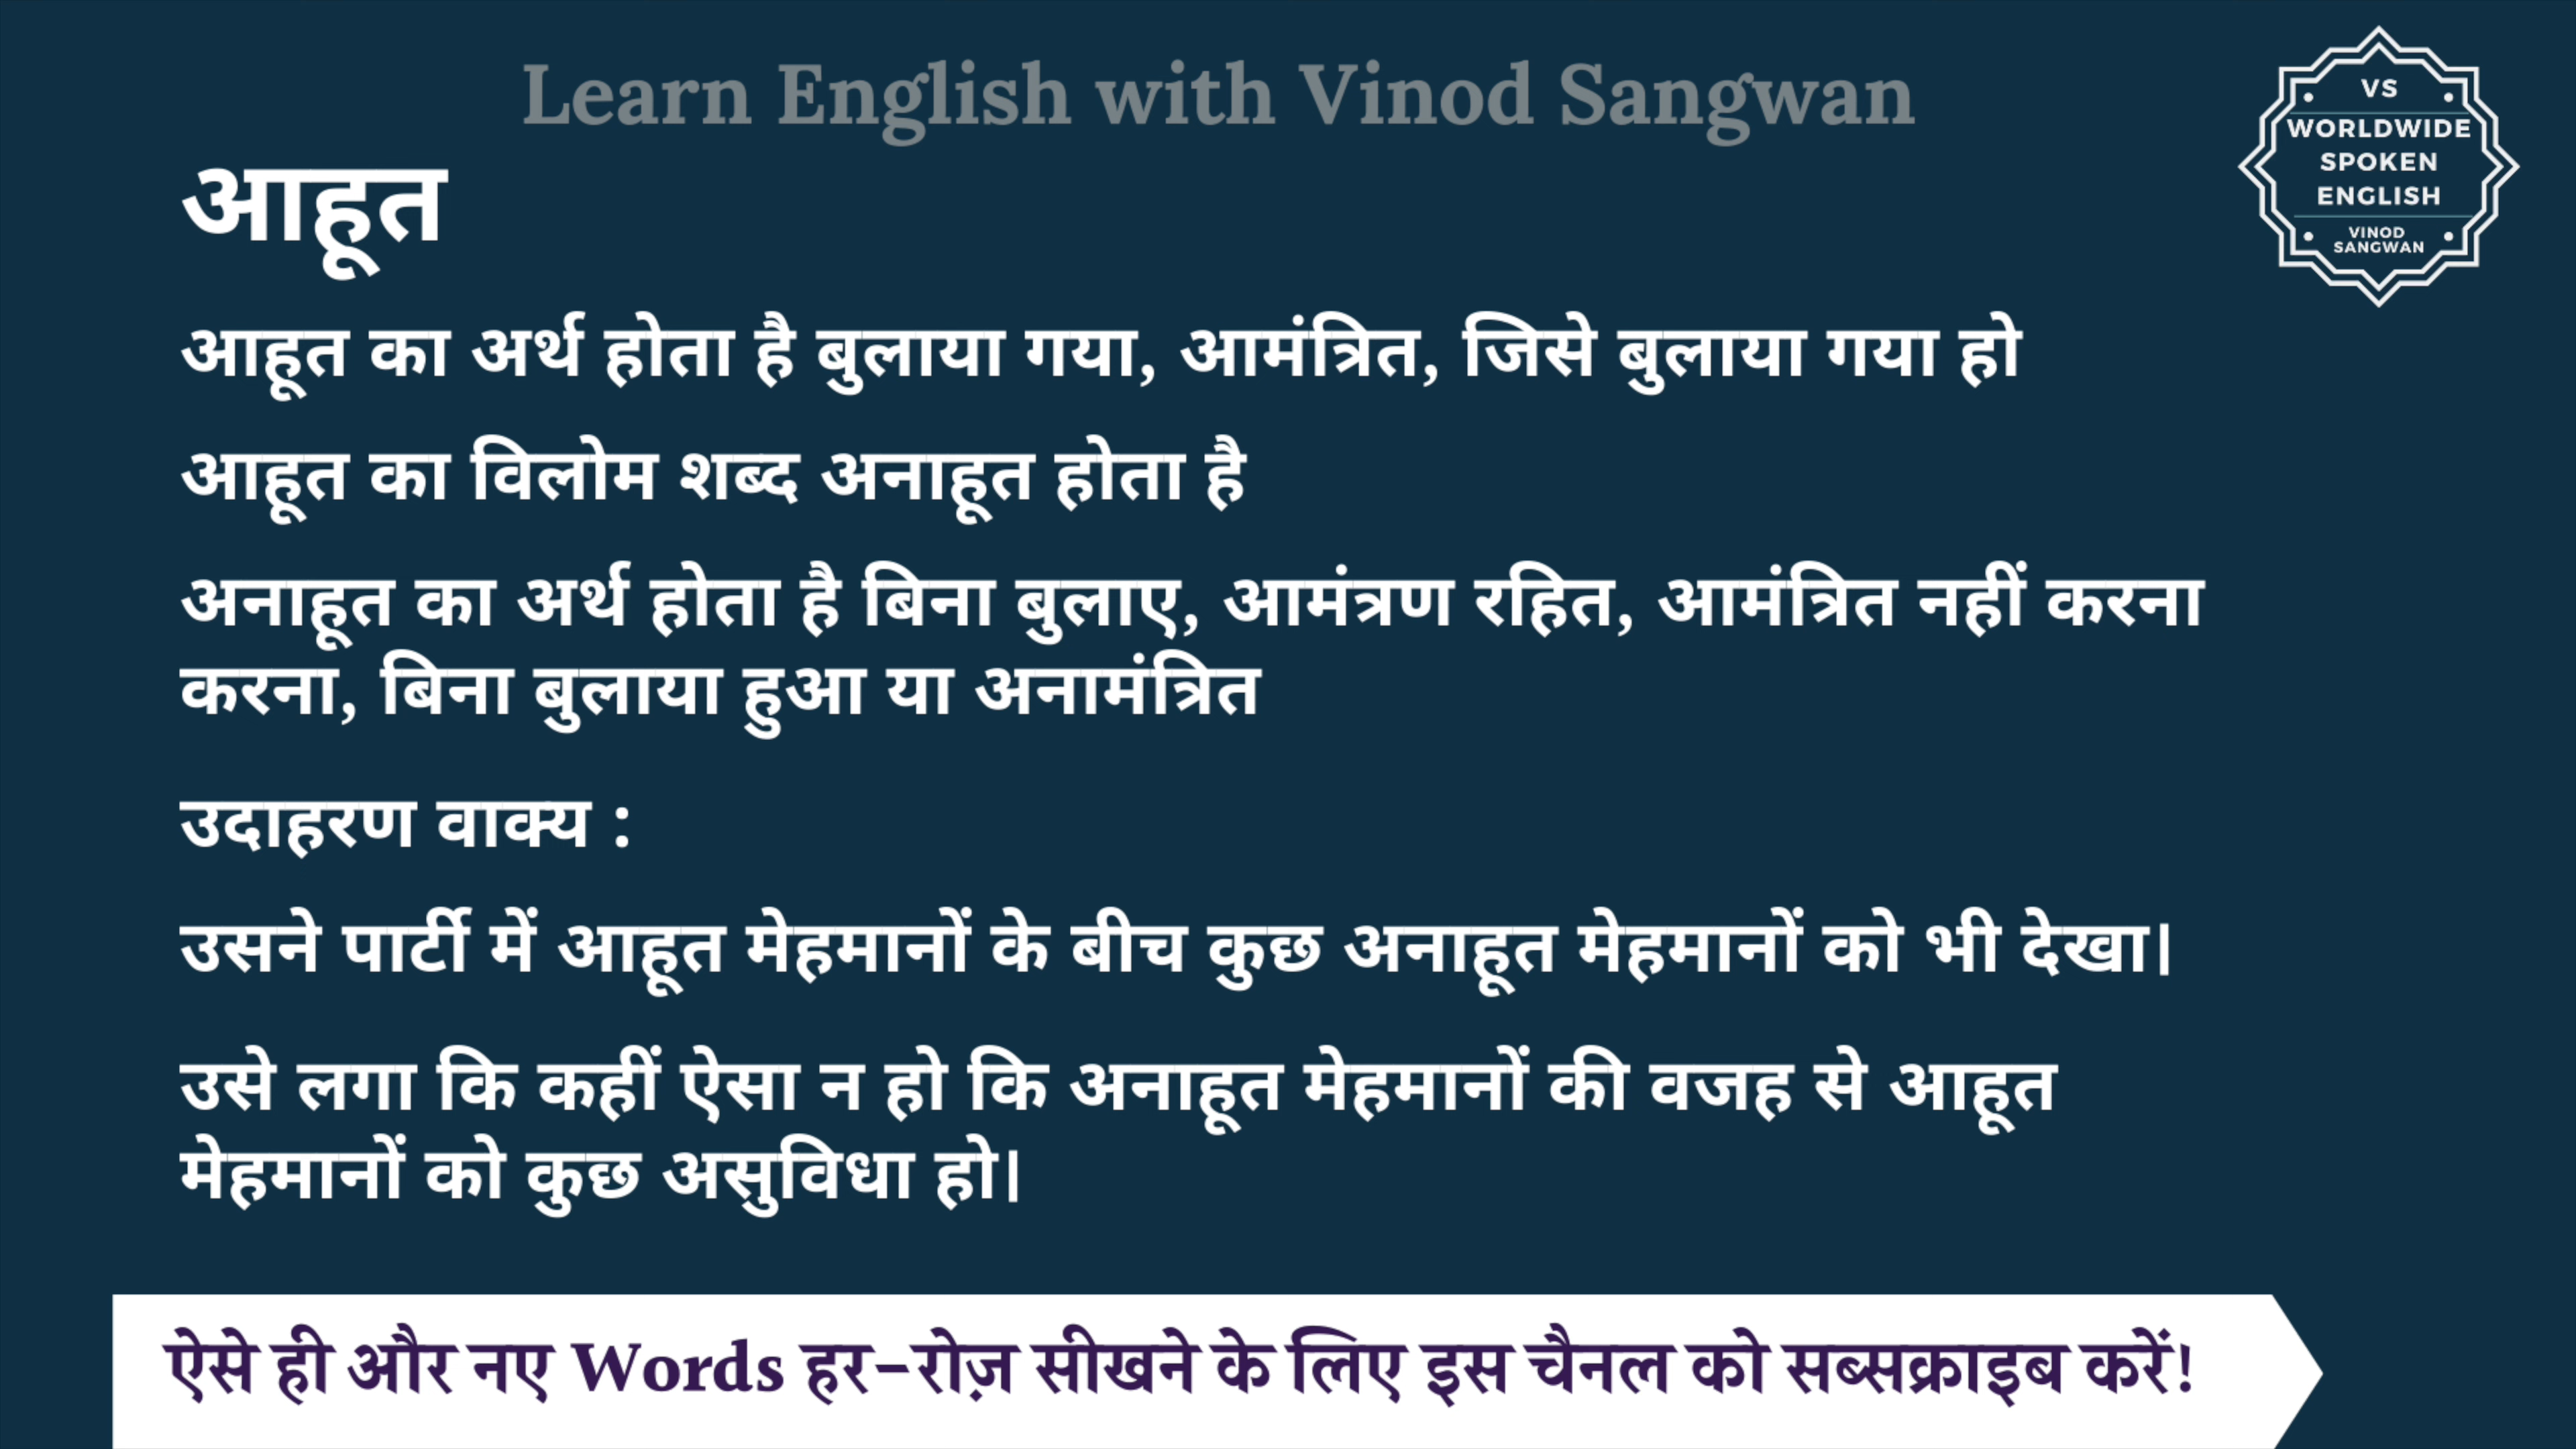 Learn English with Vinod Sangwan
VS
WORLDWIDE
SPOKEN
ENGLISH
VINOD
SANGWAN
आहूत
आहूत का अर्थ होता है बुलाया गया, आमंत्रित, जिसे बुलाया गया हो
आहूत का विलोम शब्द अनाहूत होता है
अनाहूत का अर्थ होता है बिना बुलाए, आमंत्रण रहित, आमंत्रित नहीं करना
करना, बिना बुलाया हुआ या अनामंत्रित
उदाहरण वाक्य :
उसने पार्टी में आहूत मेहमानों के बीच कुछ अनाहूत मेहमानों को भी देखा।
उसे लगा कि कहीं ऐसा न हो कि अनाहूत मेहमानों की वजह से आहूत
मेहमानों को कुछ असुविधा हो।
ऐसे ही और नए Words हर-रोज़ सीखने के लिए इस चैनल को सब्सक्राइब करें!